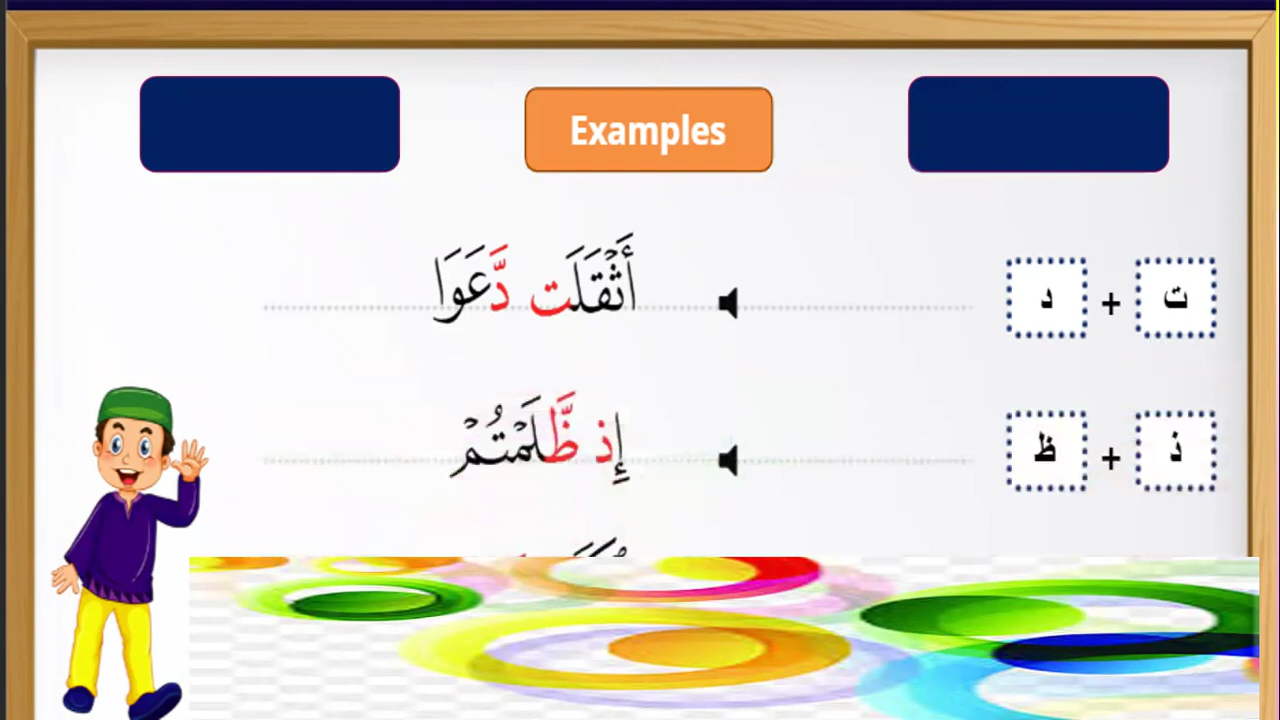 Examples
أَثۡقَلَت دَّعَوَا
ت + د
إِذ ظَّلَمۡتُمۡ
ذ + ظ